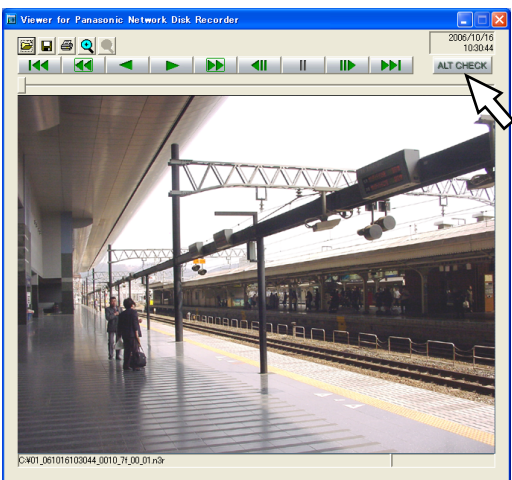 Viewer for Panasonic Network Disk Recorder
2006/10/16
10:30:44
ALT CHECK
C:¥01_061016103044_0010_7f_00_01.n3r